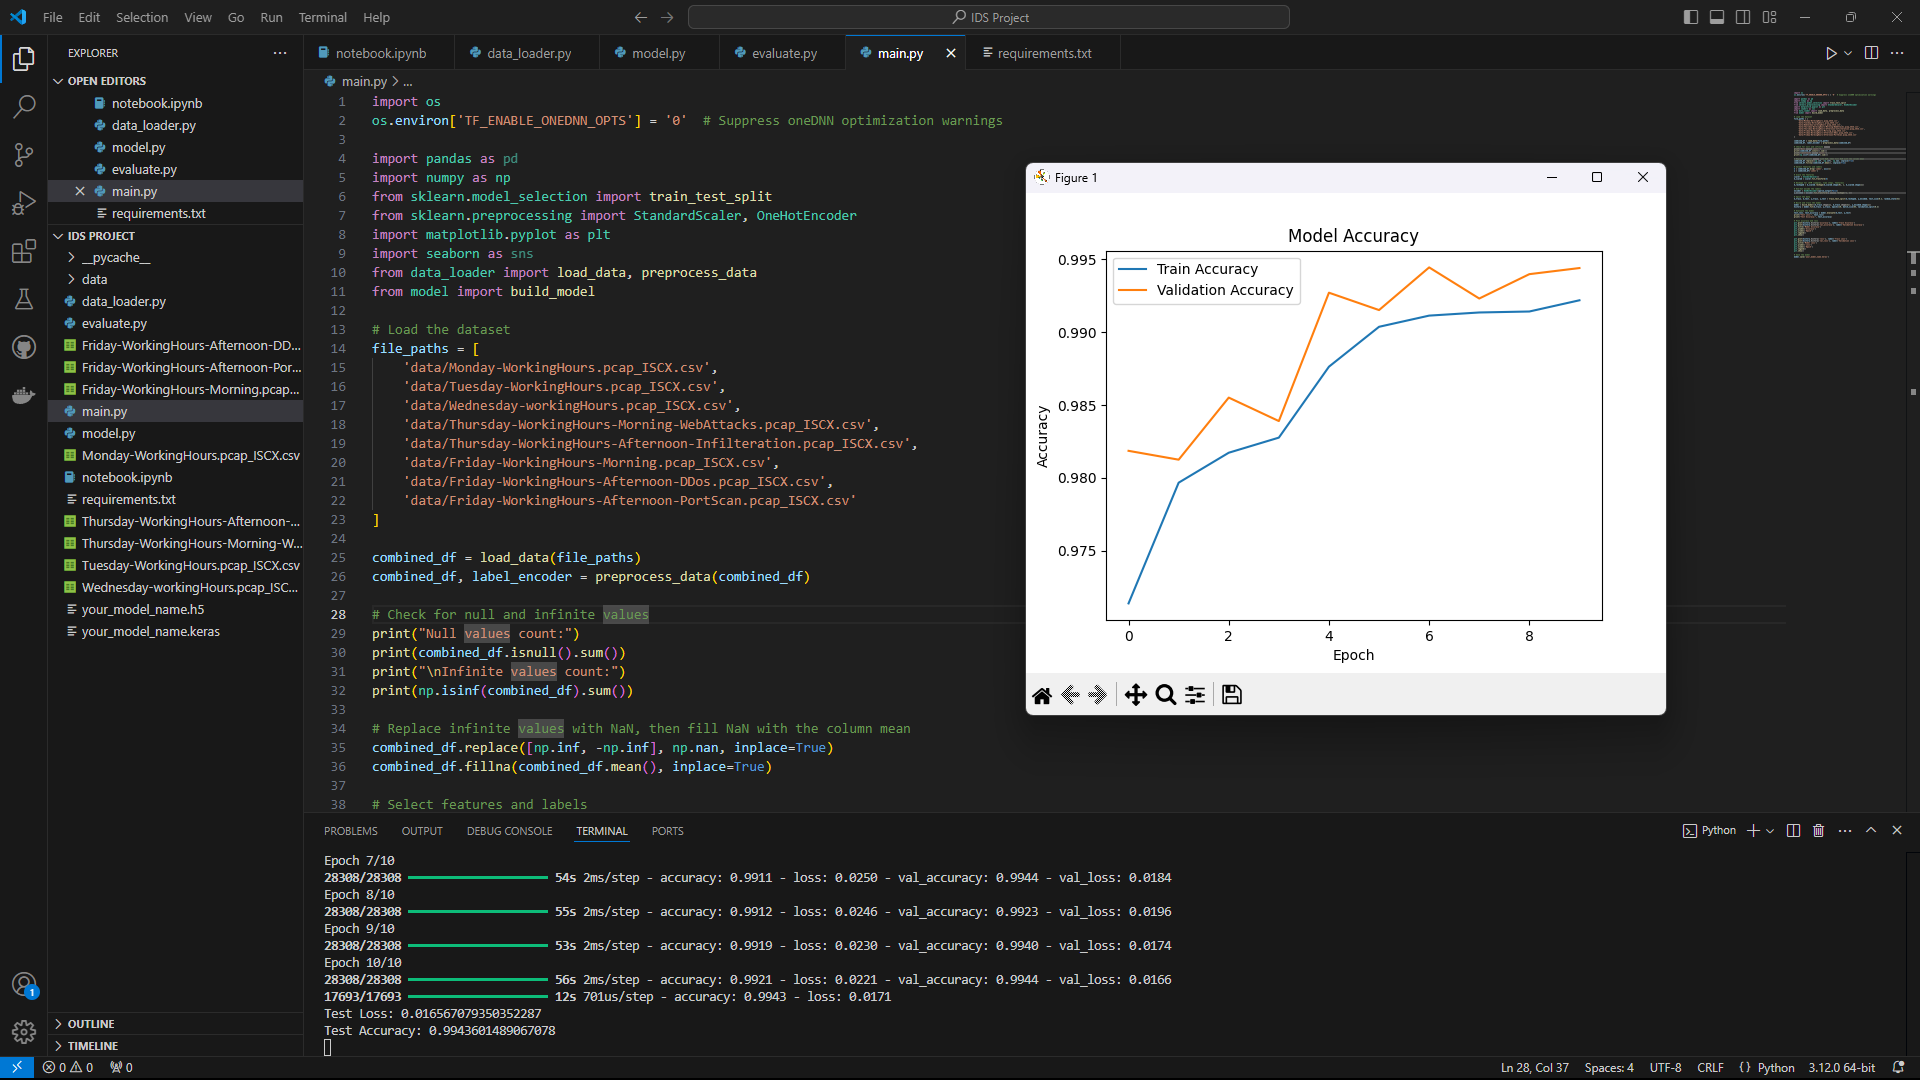 File Edit Selection View Go Run Terminal Help
IDS Project
EXPLORER
OPEN EDITORS
notebook.ipynb
data_loader.py
model.py
evaluate.py
main.py
requirements.txt
IDS PROJECT
__pycache__
data
data_loader.py
evaluate.py
Friday-WorkingHours-Afternoon-DD...
Friday-WorkingHours-Afternoon-Por...
Friday-WorkingHours-Morning.pcap...
main.py
model.py
Monday-WorkingHours.pcap_ISCX.csv
notebook.ipynb
requirements.txt
Thursday-WorkingHours-Afternoon-...
Thursday-WorkingHours-Morning-W...
Tuesday-WorkingHours.pcap_ISCX.csv
Wednesday-workingHours.pcap_ISC...
your_model_name.h5
your_model_name.keras
OUTLINE
TIMELINE
notebook.ipynb data_loader.py model.py evaluate.py main.py requirements.txt
main.py > ...
1 import os
2 os.environ['TF_ENABLE_ONEDNN_OPTS'] = '0'  # Suppress oneDNN optimization warnings
3
4 import pandas as pd
5 import numpy as np
6 from sklearn.model_selection import train_test_split
7 from sklearn.preprocessing import StandardScaler, OneHotEncoder
8 import matplotlib.pyplot as plt
9 import seaborn as sns
10 from data_loader import load_data, preprocess_data
11 from model import build_model
12
13 # Load the dataset
14 file_paths = [
15     'data/Monday-WorkingHours.pcap_ISCX.csv',
16     'data/Tuesday-WorkingHours.pcap_ISCX.csv',
17     'data/Wednesday-workingHours.pcap_ISCX.csv',
18     'data/Thursday-WorkingHours-Morning-WebAttacks.pcap_ISCX.csv',
19     'data/Thursday-WorkingHours-Afternoon-Infilteration.pcap_ISCX.csv',
20     'data/Friday-WorkingHours-Morning.pcap_ISCX.csv',
21     'data/Friday-WorkingHours-Afternoon-DDos.pcap_ISCX.csv',
22     'data/Friday-WorkingHours-Afternoon-PortScan.pcap_ISCX.csv'
23 ]
24
25 combined_df = load_data(file_paths)
26 combined_df, label_encoder = preprocess_data(combined_df)
27
28 # Check for null and infinite values
29 print("Null values count:")
30 print(combined_df.isnull().sum())
31 print("\nInfinite values count:")
32 print(np.isinf(combined_df).sum())
33
34 # Replace infinite values with NaN, then fill NaN with the column mean
35 combined_df.replace([np.inf, -np.inf], np.nan, inplace=True)
36 combined_df.fillna(combined_df.mean(), inplace=True)
37
38 # Select features and labels
Figure 1
Model Accuracy
Train Accuracy
Validation Accuracy
0.995
0.990
0.985
0.980
0.975
Accuracy
0 2 4 6 8
Epoch
PROBLEMS OUTPUT DEBUG CONSOLE TERMINAL PORTS
Python
Epoch 7/10
28308/28308 54s 2ms/step - accuracy: 0.9911 - loss: 0.0250 - val_accuracy: 0.9944 - val_loss: 0.0184
Epoch 8/10
28308/28308 55s 2ms/step - accuracy: 0.9912 - loss: 0.0246 - val_accuracy: 0.9923 - val_loss: 0.0196
Epoch 9/10
28308/28308 53s 2ms/step - accuracy: 0.9919 - loss: 0.0230 - val_accuracy: 0.9940 - val_loss: 0.0174
Epoch 10/10
28308/28308 56s 2ms/step - accuracy: 0.9921 - loss: 0.0221 - val_accuracy: 0.9944 - val_loss: 0.0166
17693/17693 12s 701us/step - accuracy: 0.9943 - loss: 0.0171
Test Loss: 0.016567079350352287
Test Accuracy: 0.9943601489067078
1
0 0 0
Ln 28, Col 37 Spaces: 4 UTF-8 CRLF {} Python 3.12.0 64-bit